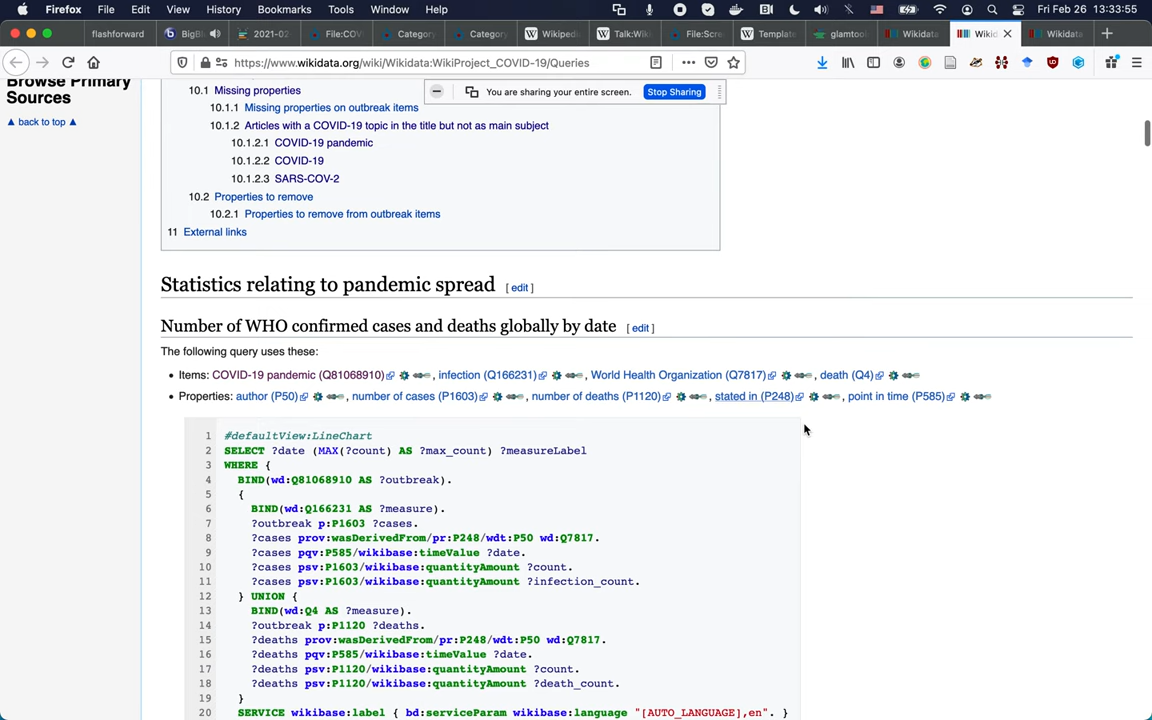 Firefox File Edit View History Bookmarks Tools Window Help Fri Feb 26 13:33:55
flashforward BigBl 2021-02- File:COV Category Category Wikipedi Talk:Wiki File:Scree Template glamtool Wikidata Wikid Wikidata
https://www.wikidata.org/wiki/Wikidata:WikiProject_COVID-19/Queries
You are sharing your entire screen. Stop Sharing
Browse Primary
Sources
▲ back to top ▲
10.1 Missing properties
10.1.1 Missing properties on outbreak items
10.1.2 Articles with a COVID-19 topic in the title but not as main subject
10.1.2.1 COVID-19 pandemic
10.1.2.2 COVID-19
10.1.2.3 SARS-COV-2
10.2 Properties to remove
10.2.1 Properties to remove from outbreak items
11 External links
Statistics relating to pandemic spread [ edit ]
Number of WHO confirmed cases and deaths globally by date [ edit ]
The following query uses these:
• Items: COVID-19 pandemic (Q81068910) , infection (Q166231) , World Health Organization (Q7817) , death (Q4)
• Properties: author (P50) , number of cases (P1603) , number of deaths (P1120) , stated in (P248) , point in time (P585)
1 #defaultView:LineChart
2 SELECT ?date (MAX(?count) AS ?max_count) ?measureLabel
3 WHERE {
4 BIND(wd:Q81068910 AS ?outbreak).
5 {
6 BIND(wd:Q166231 AS ?measure).
7 ?outbreak p:P1603 ?cases.
8 ?cases prov:wasDerivedFrom/pr:P248/wdt:P50 wd:Q7817.
9 ?cases pqv:P585/wikibase:timeValue ?date.
10 ?cases psv:P1603/wikibase:quantityAmount ?count.
11 ?cases psv:P1603/wikibase:quantityAmount ?infection_count.
12 } UNION {
13 BIND(wd:Q4 AS ?measure).
14 ?outbreak p:P1120 ?deaths.
15 ?deaths prov:wasDerivedFrom/pr:P248/wdt:P50 wd:Q7817.
16 ?deaths pqv:P585/wikibase:timeValue ?date.
17 ?deaths psv:P1120/wikibase:quantityAmount ?count.
18 ?deaths psv:P1120/wikibase:quantityAmount ?death_count.
19 }
20 SERVICE wikibase:label { bd:serviceParam wikibase:language "[AUTO_LANGUAGE],en". }